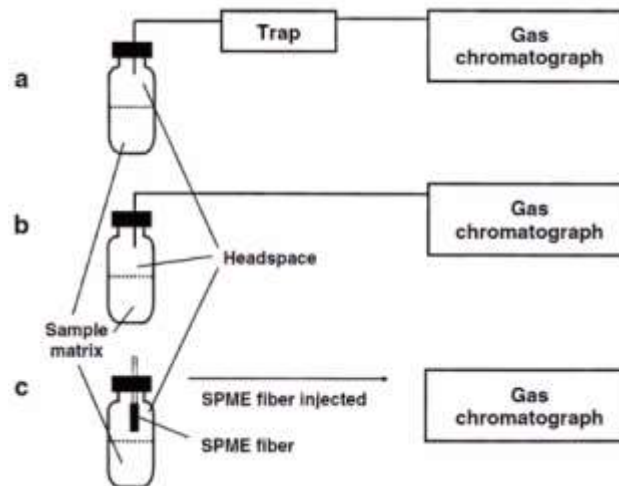 Trap
Gas
chromatograph
a
Gas
chromatograph
b
Headspace
Sample
matrix
c
SPME fiber injected
SPME fiber
Gas
chromatograph